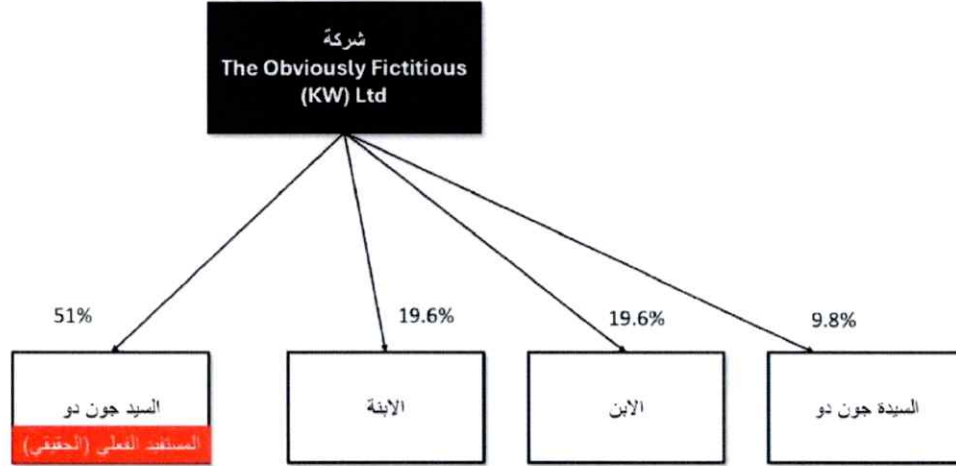 شركة
The Obviously Fictitious
(KW) Ltd
51%
19.6%
19.6%
9.8%
السيد جون دو
المستفيد الفعلي (الحقيقي)
الابنة
الابن
السيدة جون دو